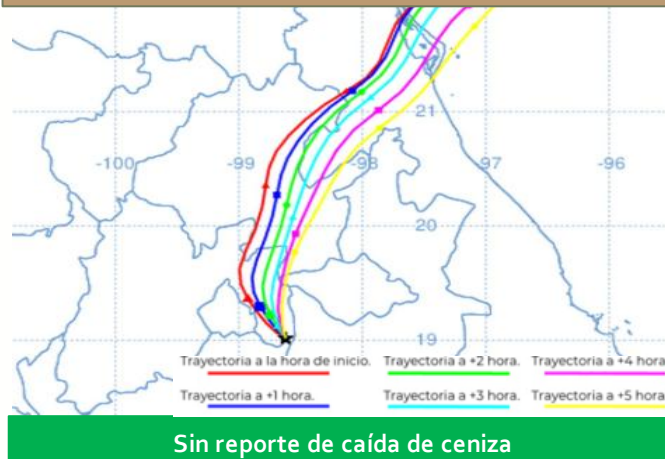 21
-100 -99 -98 -97 -96
20
19
Trayectoria a la hora de inicio. Trayectoria a +2 hora. Trayectoria a +4 hora
Trayectoria a +1 hora. Trayectoria a +3 hora. Trayectoria a +5 hora
Sin reporte de caída de ceniza